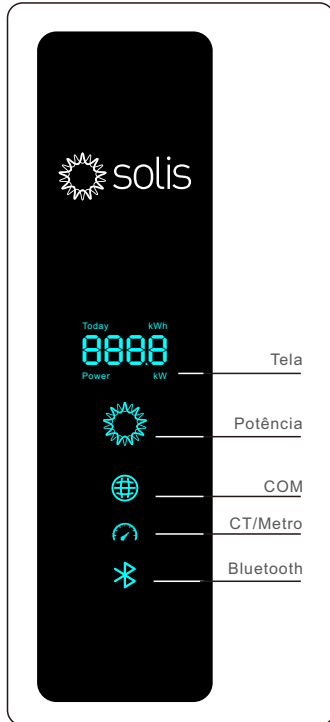 solis
Today kWh
888.8
Power kW
Tela
Potência
COM
CT/Metro
Bluetooth